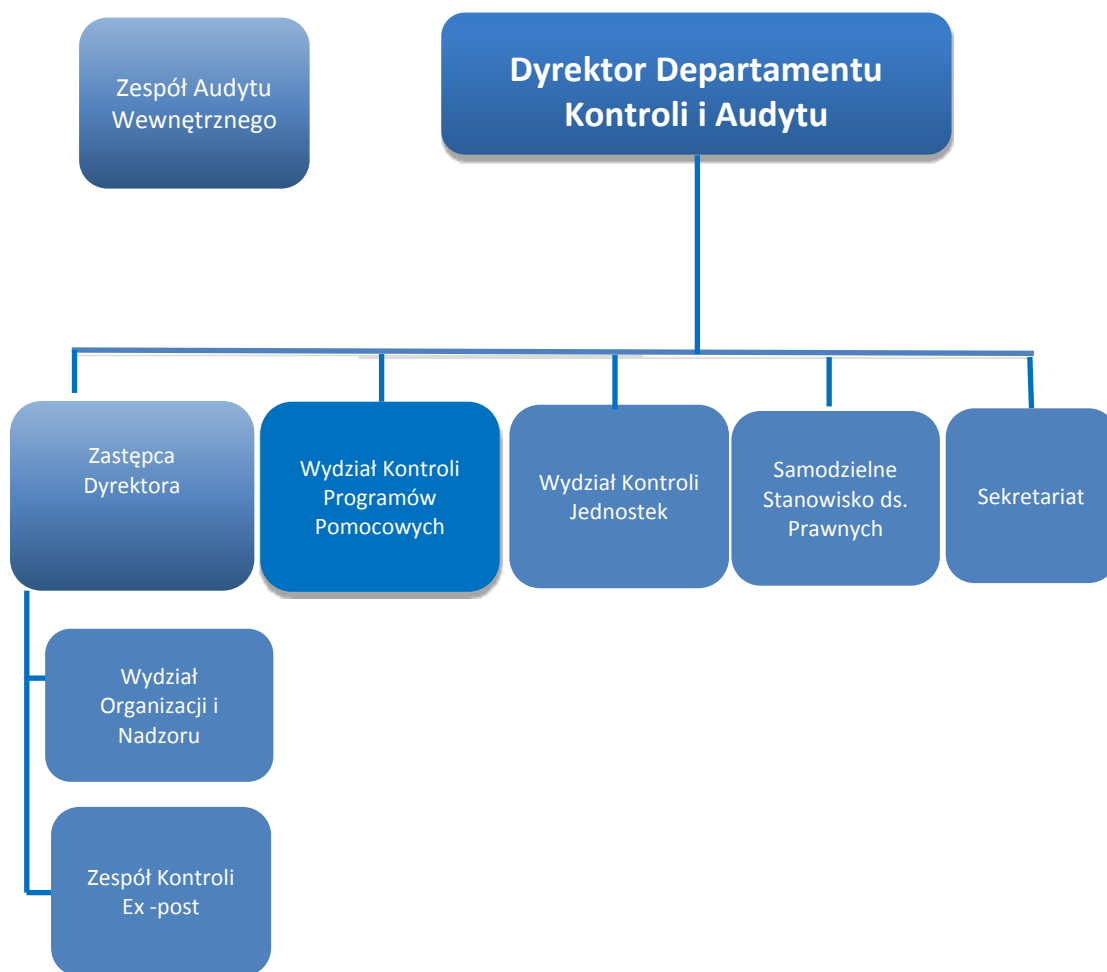 Zespół Audytu
Wewnętrznego
Dyrektor Departamentu
Kontroli i Audytu
Zastępca
Dyrektora
Wydział Kontroli
Programów
Pomocowych
Wydział Kontroli
Jednostek
Samodzielne
Stanowisko ds.
Prawnych
Sekretariat
Wydział
Organizacji i
Nadzoru
Zespół Kontroli
Ex -post